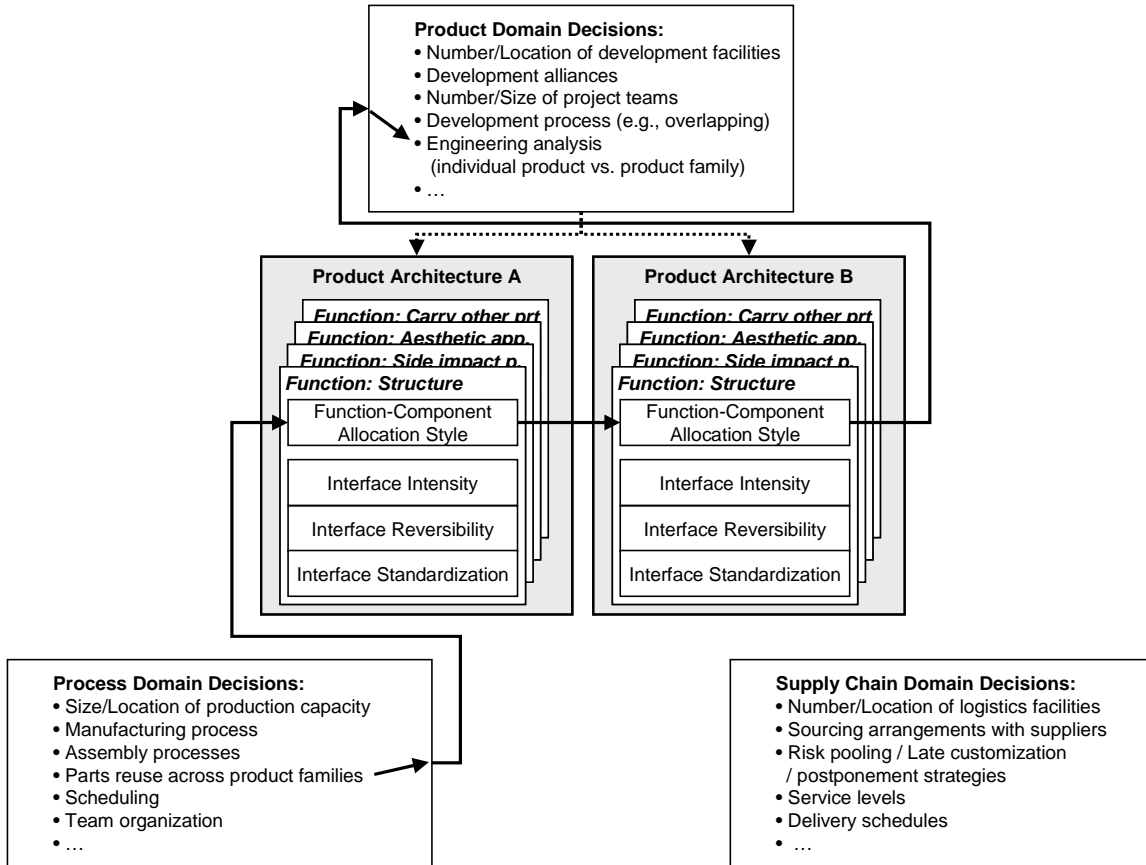 Product Domain Decisions:
• Number/Location of development facilities
• Development alliances
• Number/Size of project teams
• Development process (e.g., overlapping)
• Engineering analysis
(individual product vs. product family)
• …
Product Architecture A
Function: Carry other prt
Function: Aesthetic app.
Function: Side impact p.
Function: Structure
Function-Component
Allocation Style
Interface Intensity
Interface Reversibility
Interface Standardization
Product Architecture B
Function: Carry other prt
Function: Aesthetic app.
Function: Side impact p.
Function: Structure
Function-Component
Allocation Style
Interface Intensity
Interface Reversibility
Interface Standardization
Process Domain Decisions:
• Size/Location of production capacity
• Manufacturing process
• Assembly processes
• Parts reuse across product families
• Scheduling
• Team organization
• …
Supply Chain Domain Decisions:
• Number/Location of logistics facilities
• Sourcing arrangements with suppliers
• Risk pooling / Late customization
/ postponement strategies
• Service levels
• Delivery schedules
• …